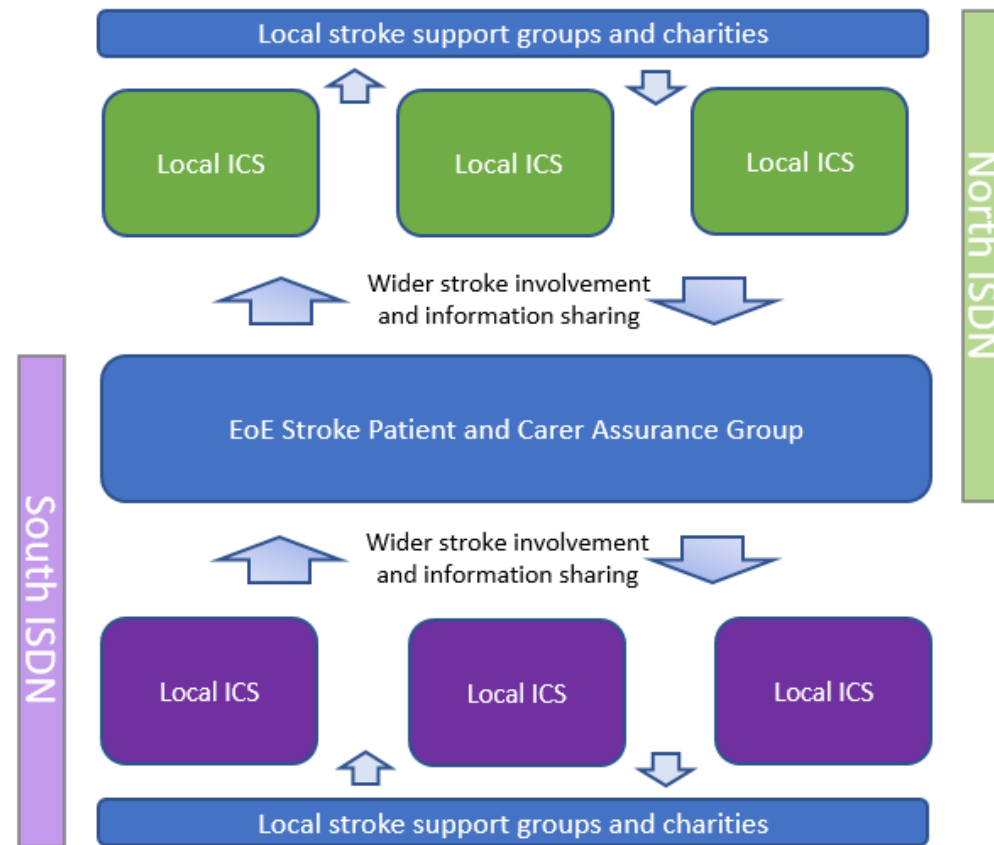 Local stroke support groups and charities
Local ICS
Local ICS
Local ICS
North ISDN
Wider stroke involvement
and information sharing
EoE Stroke Patient and Carer Assurance Group
South ISDN
Wider stroke involvement
and information sharing
Local ICS
Local ICS
Local ICS
Local stroke support groups and charities